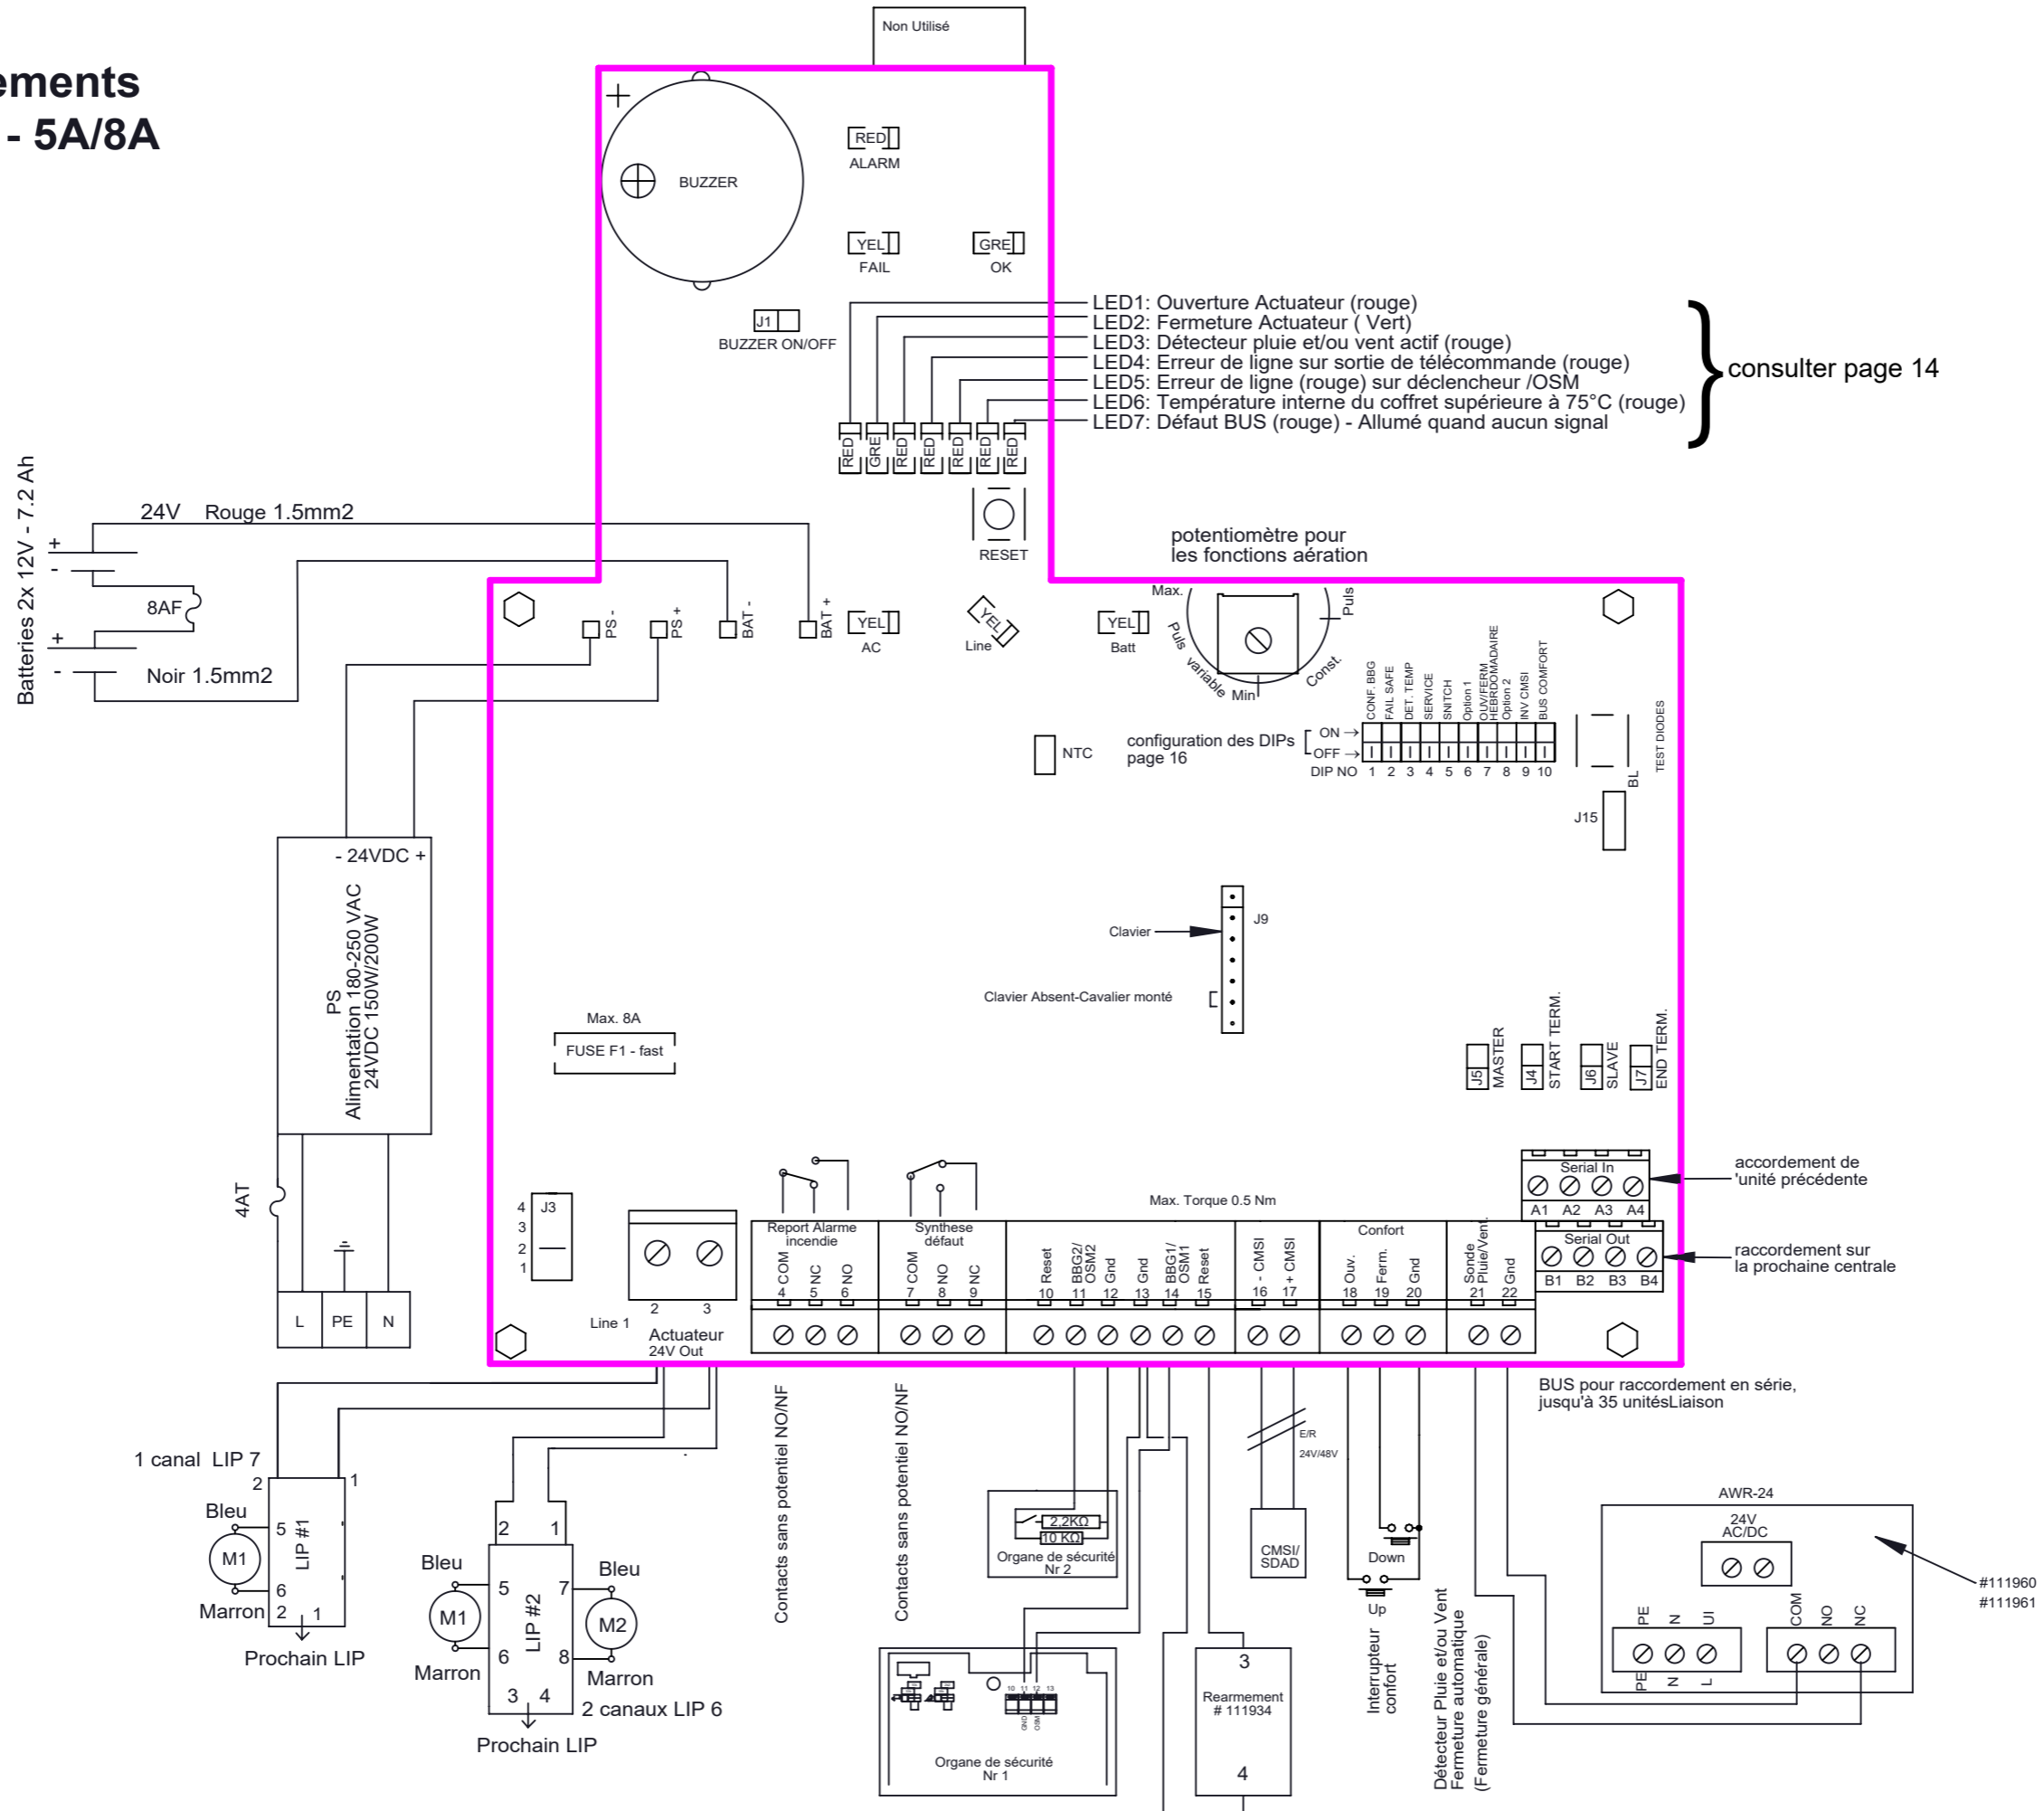 ements
- 5A/8A
Non Utilisé
RED
ALARM
BUZZER
YEL
FAIL
GRE
OK
J1
BUZZER ON/OFF
LED1: Ouverture Actuateur (rouge)
LED2: Fermeture Actuateur ( Vert)
LED3: Détecteur pluie et/ou vent actif (rouge)
LED4: Erreur de ligne sur sortie de télécommande (rouge)
LED5: Erreur de ligne (rouge) sur déclencheur /OSM
LED6: Température interne du coffret supérieure à 75°C (rouge)
LED7: Défaut BUS (rouge) - Allumé quand aucun signal
consulter page 14
RED
GRE
RED
RED
RED
RED
RED
RESET
Batteries 2x 12V - 7.2 Ah
24V Rouge 1.5mm2
+
-
8AF
+
-
Noir 1.5mm2
PS -
PS +
BAT -
BAT +
YEL
AC
YEL
Line
YEL
Batt
potentiomètre pour
les fonctions aération
Max.
Puls
Puls variable
Min
Const.
CONF. BBG
FAIL SAFE
DET. TEMP
SERVICE
SNITCH
Option 1
OUV/FERM
HEBRDOMADAIRE
Option 2
INV CMSI
BUS COMFORT
configuration des DIPs
page 16
ON →
OFF →
DIP NO 1 2 3 4 5 6 7 8 9 10
TEST DIODES
BL
J15
NTC
- 24VDC +
PS
Alimentation 180-250 VAC
24VDC 150W/200W
Clavier
J9
Clavier Absent-Cavalier monté
Max. 8A
FUSE F1 - fast
J5
MASTER
J4
START TERM.
J6
SLAVE
J7
END TERM.
4AT
L PE N
4
3
2
1
J3
Line 1
2 3
Actuateur
24V Out
Report Alarme
incendie
4 COM
5 NC
6 NO
Synthese
défaut
7 COM
8 NO
9 NC
Max. Torque 0.5 Nm
10 Reset
11 BBG2/
OSM2
12 Gnd
13 Gnd
14 BBG1/
OSM1
15 Reset
16 - CMSI
17 + CMSI
Confort
18 Ouv.
19 Ferm.
20 Gnd
21 Sonde
Pluie/Vent.
22 Gnd
Serial In
A1 A2 A3 A4
Serial Out
B1 B2 B3 B4
accordement de
'unité précédente
raccordement sur
la prochaine centrale
BUS pour raccordement en série,
jusqu'à 35 unitésLiaison
1 canal LIP 7
2
1
Bleu
M1
5
LIP #1
6
Marron
2 1
Prochain LIP
2 1
Bleu
5
M1
6
Marron
LIP #2
7
Bleu
M2
8
Marron
3 4
2 canaux LIP 6
Prochain LIP
Contacts sans potentiel NO/NF
Contacts sans potentiel NO/NF
2,2KΩ
10 KΩ
Organe de sécurité
Nr 2
10 11 12 13
GND
OSM
Organe de sécurité
Nr 1
3
Rearmement
# 111934
4
E/R
24V/48V
CMSI/
SDAD
Down
Up
Interrupteur
confort
Détecteur Pluie et/ou Vent
Fermeture automatique
(Fermeture générale)
AWR-24
24V
AC/DC
PE
N
UI
PE
N
L
COM
NO
NC
#111960
#111961